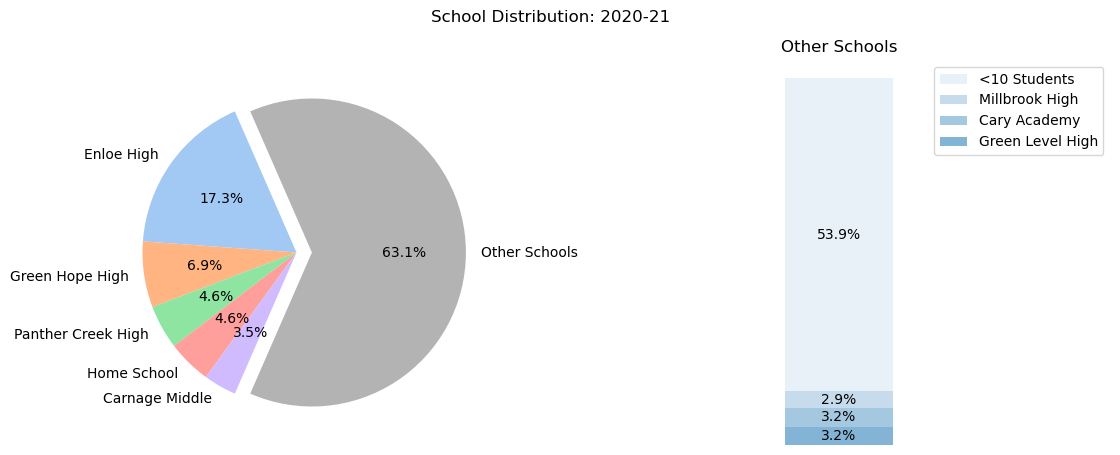 School Distribution: 2020-21
Enloe High
17.3%
Green Hope High
6.9%
Panther Creek High
4.6%
Home School
4.6%
Carnage Middle
3.5%
Other Schools
63.1%
Other Schools
<10 Students
Millbrook High
Cary Academy
Green Level High
53.9%
2.9%
3.2%
3.2%